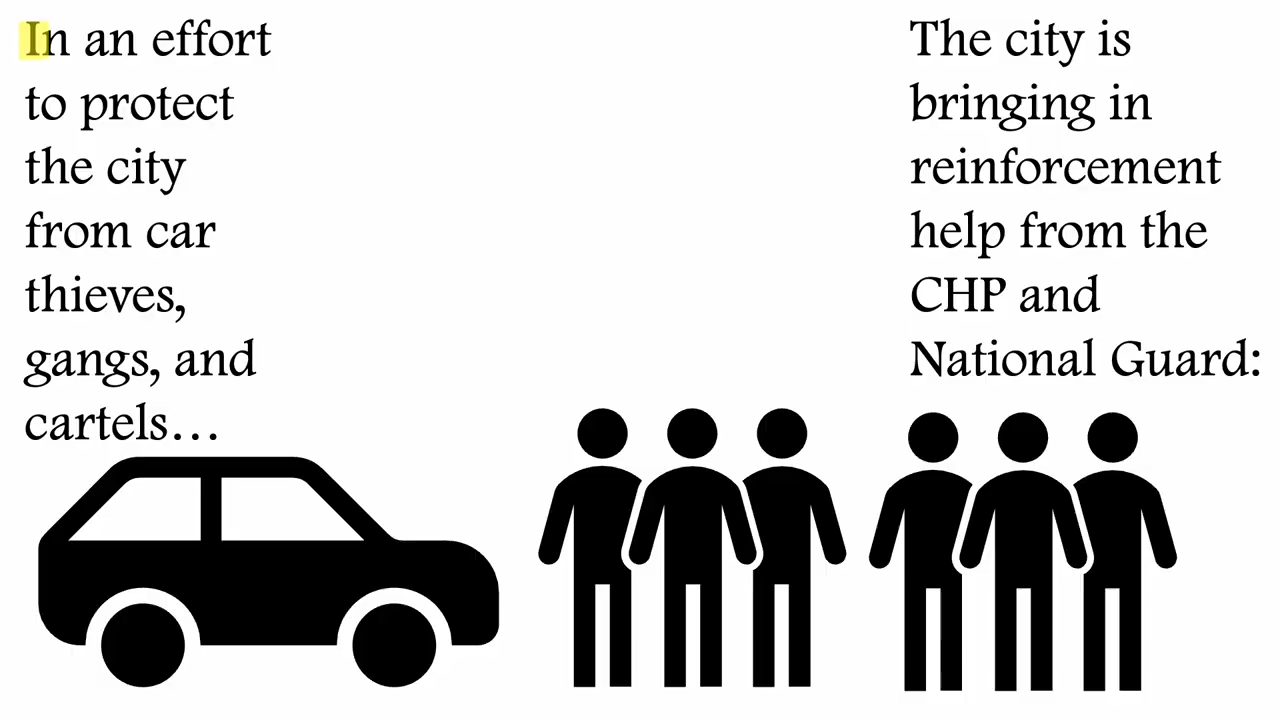 In an effort
to protect
the city
from car
thieves,
gangs, and
cartels…
The city is
bringing in
reinforcement
help from the
CHP and
National Guard: